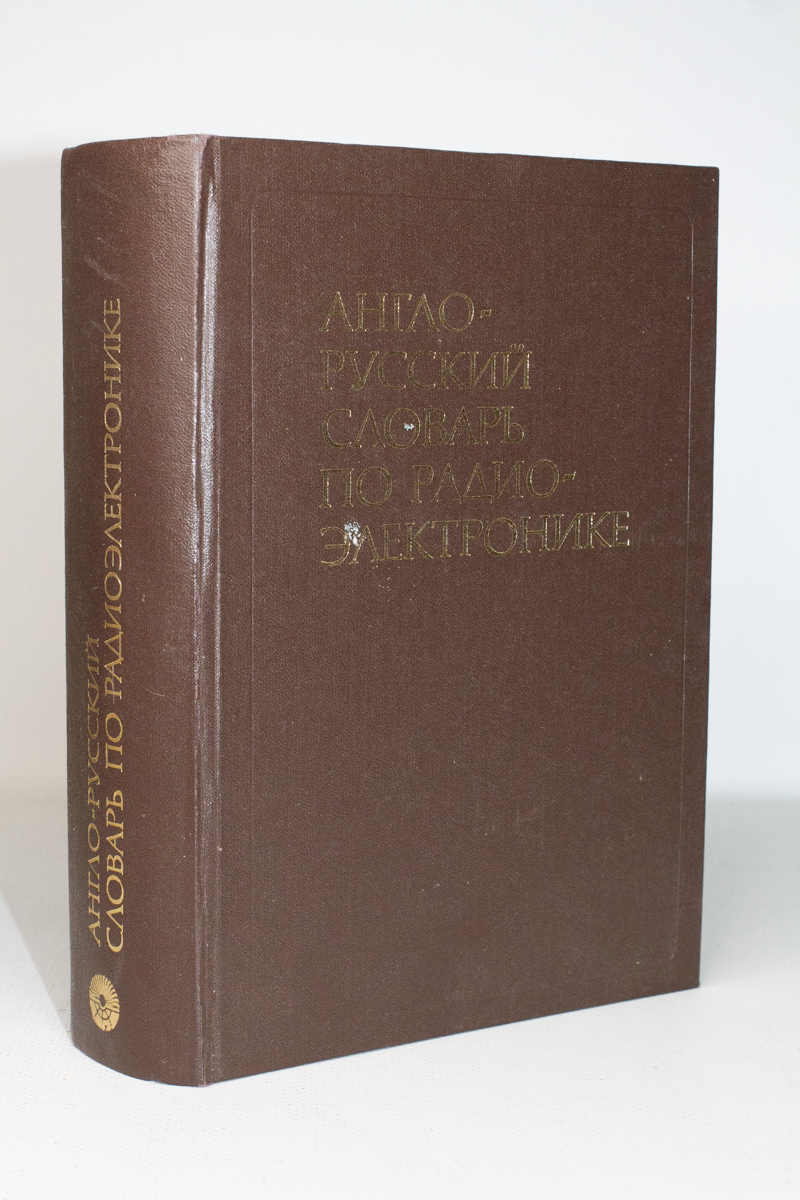 АНГЛО-РУССКИЙ
СЛОВАРЬ ПО РАДИОЭЛЕКТРОНИКЕ
АНГЛО-
РУССКИЙ
СЛОВАРЬ
ПО РАДИО-
ЭЛЕКТРОНИКЕ